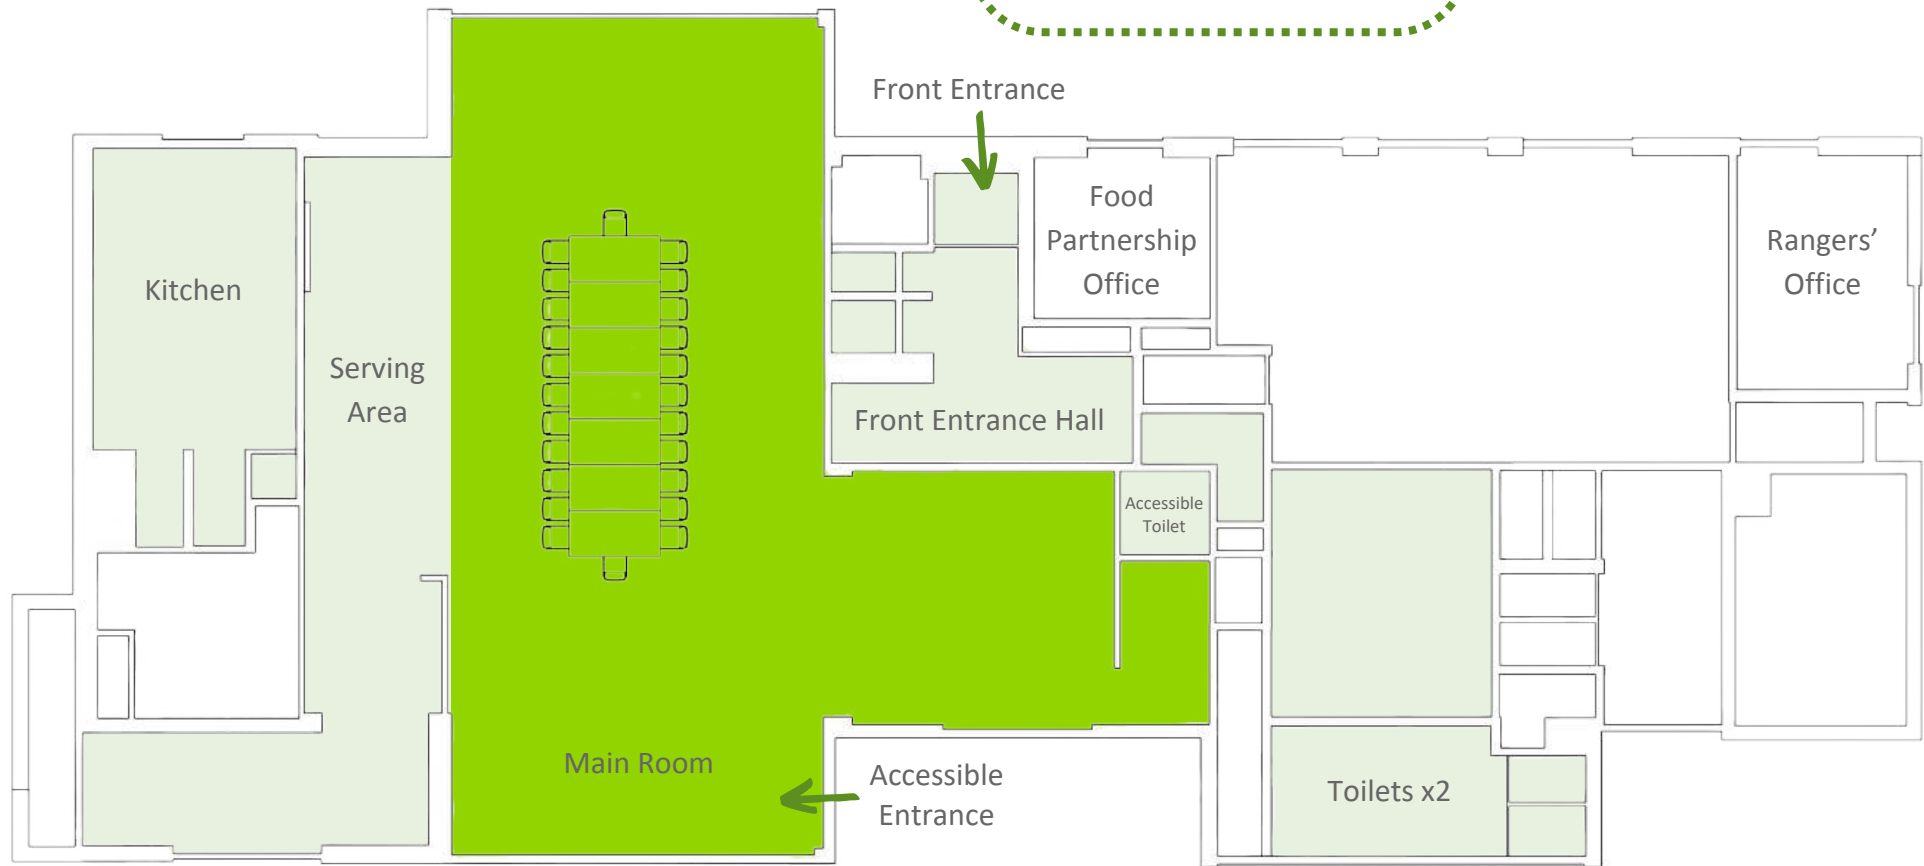 Front Entrance
Food
Partnership
Office
Rangers’
Office
Kitchen
Serving
Area
Front Entrance Hall
Accessible
Toilet
Main Room
Accessible
Entrance
Toilets x2